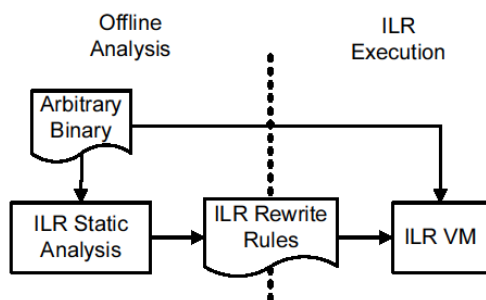 Offline
Analysis
ILR
Execution
Arbitrary
Binary
ILR Static
Analysis
ILR Rewrite
Rules
ILR VM